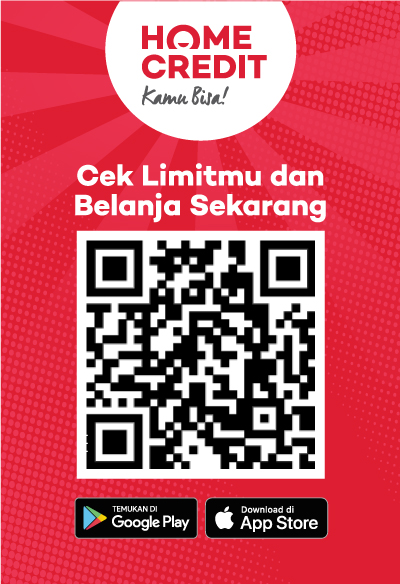 HOME
CREDIT
Kamu Bisa!
Cek Limitmu dan
Belanja Sekarang
TEMUKAN DI
Google Play
Download di
App Store